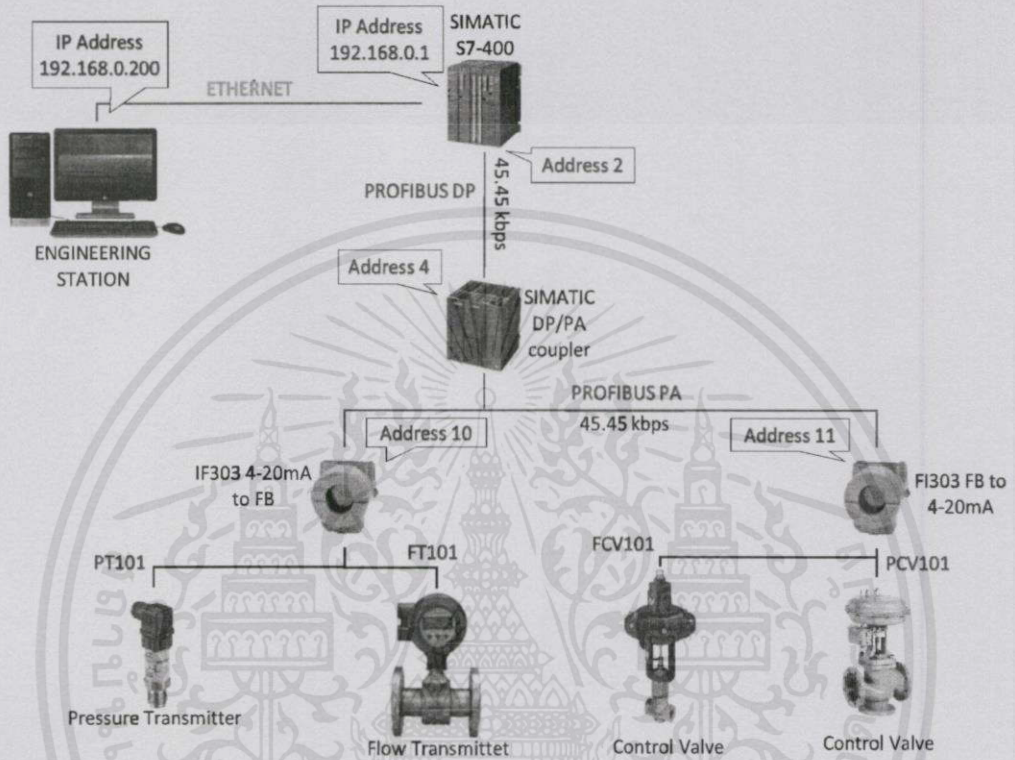 IP Address
192.168.0.200
IP Address
192.168.0.1
SIMATIC
S7-400
ETHERNET
Address 2
PROFIBUS DP
45.45 kbps
ENGINEERING
STATION
Address 4
SIMATIC
DP/PA
coupler
PROFIBUS PA
45.45 kbps
Address 10
Address 11
IF303 4-20mA
to FB
FI303 FB to
4-20mA
PT101
FT101
FCV101
PCV101
Pressure Transmitter
Flow Transmittet
Control Valve
Control Valve